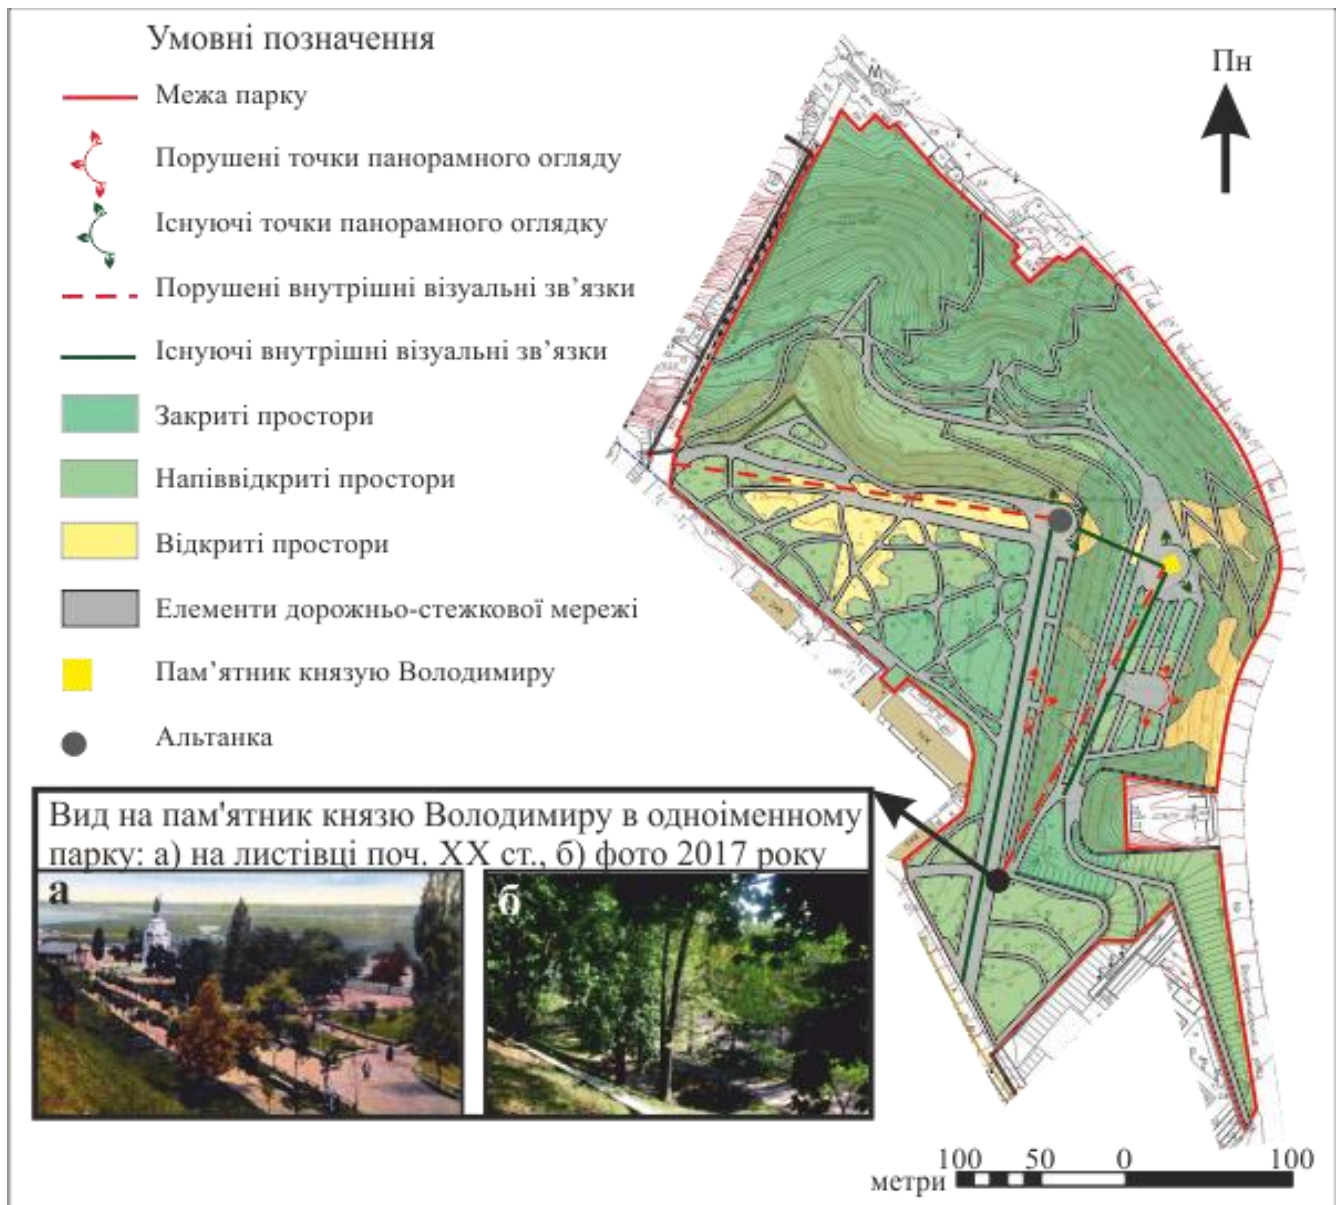 Умовні позначення
Межа парку
Порушені точки панорамного огляду
Існуючі точки панорамного оглядку
Порушені внутрішні візуальні зв’язки
Існуючі внутрішні візуальні зв’язки
Закриті простори
Напіввідкриті простори
Відкриті простори
Елементи дорожньо-стежкової мережі
Пам’ятник князую Володимиру
Альтанка
Пн
Вид на пам'ятник князю Володимиру в одноіменному
парку: а) на листівці поч. ХХ ст., б) фото 2017 року
а
б
метри 100 50 0 100